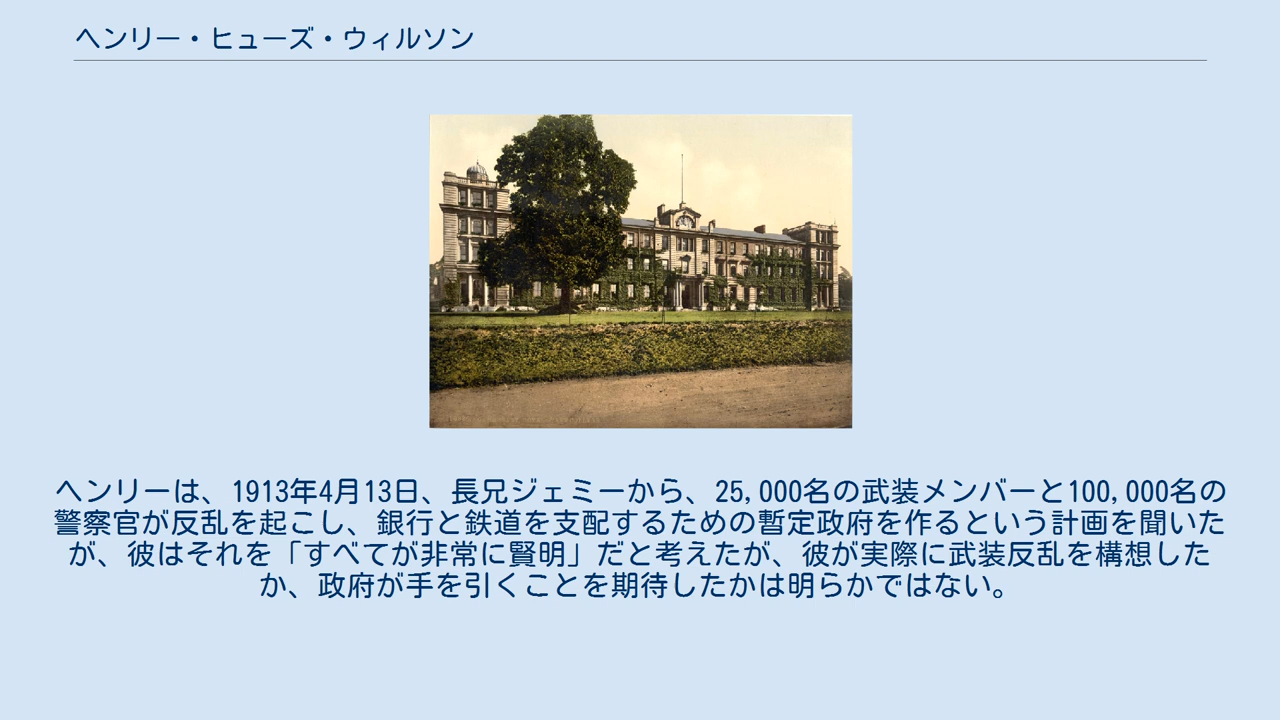 ヘンリー・ヒューズ・ウィルソン
ヘンリーは、1913年4月13日、長兄ジェミーから、25,000名の武装メンバーと100,000名の
警察官が反乱を起こし、銀行と鉄道を支配するための暫定政府を作るという計画を聞いた
が、彼はそれを「すべてが非常に賢明」だと考えたが、彼が実際に武装反乱を構想した
か、政府が手を引くことを期待したかは明らかではない。